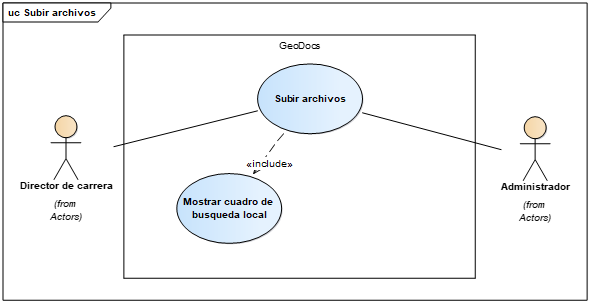 uc Subir archivos
GeoDocs
Subir archivos
«include»
Director de carrera
(from
Actors)
Mostrar cuadro de
busqueda local
Administrador
(from
Actors)